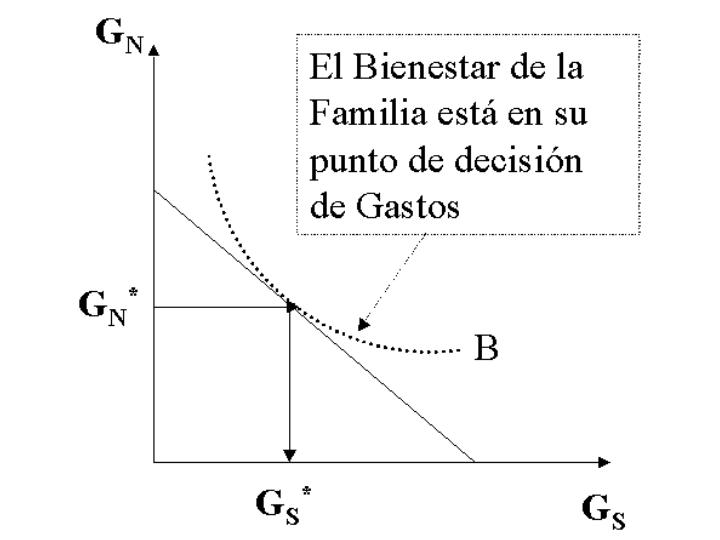 G_N
El Bienestar de la
Familia está en su
punto de decisión
de Gastos
G_N*
B
G_S*
G_S